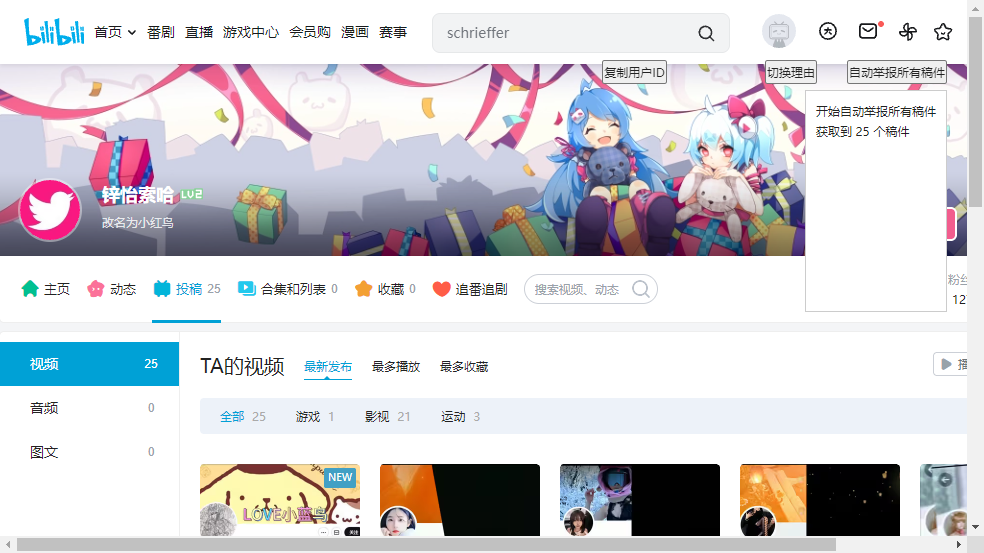 bilibili 首页 番剧 直播 游戏中心 会员购 漫画 赛事 schrieffer
复制用户ID 切换理由 自动举报所有稿件
开始自动举报所有稿件
获取到 25 个稿件
锌怡索哈 LV2
改名为小红鸟
主页 动态 投稿 25 合集和列表 0 收藏 0 追番追剧 搜索视频、动态
粉丝
12
视频 25
音频 0
图文 0
TA的视频 最新发布 最多播放 最多收藏 播
全部 25 游戏 1 影视 21 运动 3
NEW
LOVE小蓝鸟
关注